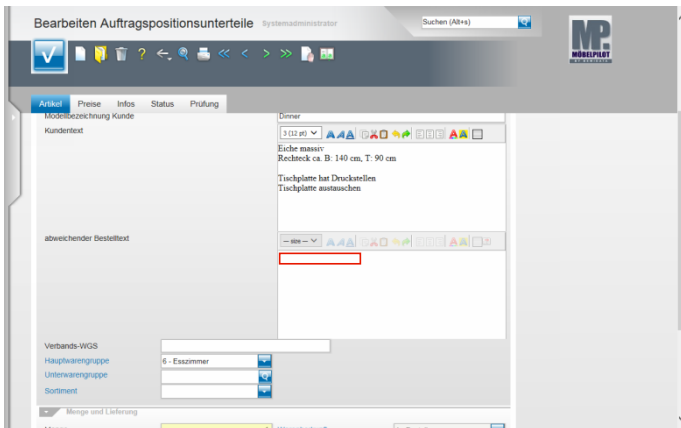 Bearbeiten Auftragspositionsunterteile Systemadministrator
Suchen (Alt+s)
MP
MÖBELPILOT
Artikel Preise Infos Status Prüfung
Modellbezeichnung Kunde Dinner
Kundentext 3 (12 pt)
Eiche massiv
Rechteck ca. B: 140 cm, T: 90 cm
Tischplatte hat Druckstellen
Tischplatte austauschen
abweichender Bestelltext -- size --
Verbands-WGS
Hauptwarengruppe 6 - Esszimmer
Unterwarengruppe
Sortiment
Menge und Lieferung